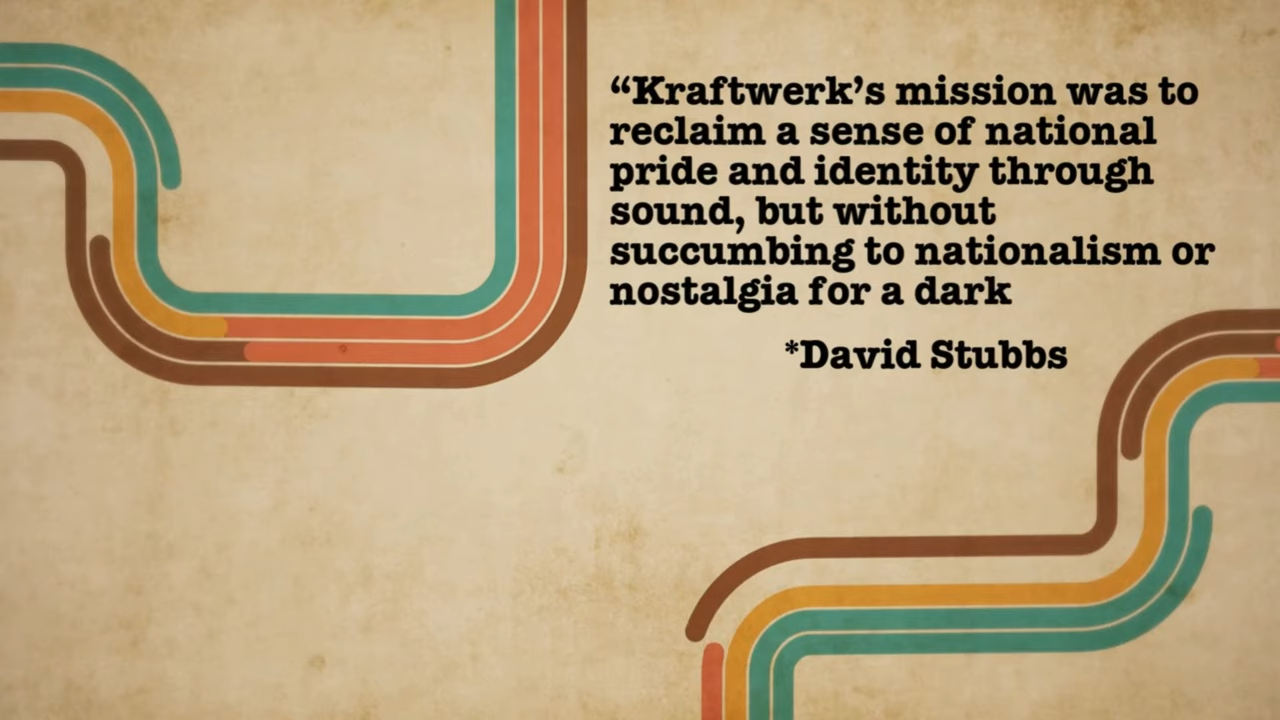 “Kraftwerk’s mission was to
reclaim a sense of national
pride and identity through
sound, but without
succumbing to nationalism or
nostalgia for a dark
*David Stubbs